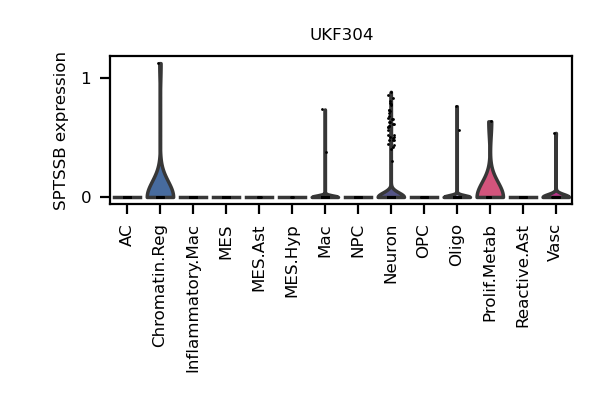 UKF304
SPTSSB expression
1
0
AC
Chromatin.Reg
Inflammatory.Mac
MES
MES.Ast
MES.Hyp
Mac
NPC
Neuron
OPC
Oligo
Prolif.Metab
Reactive.Ast
Vasc